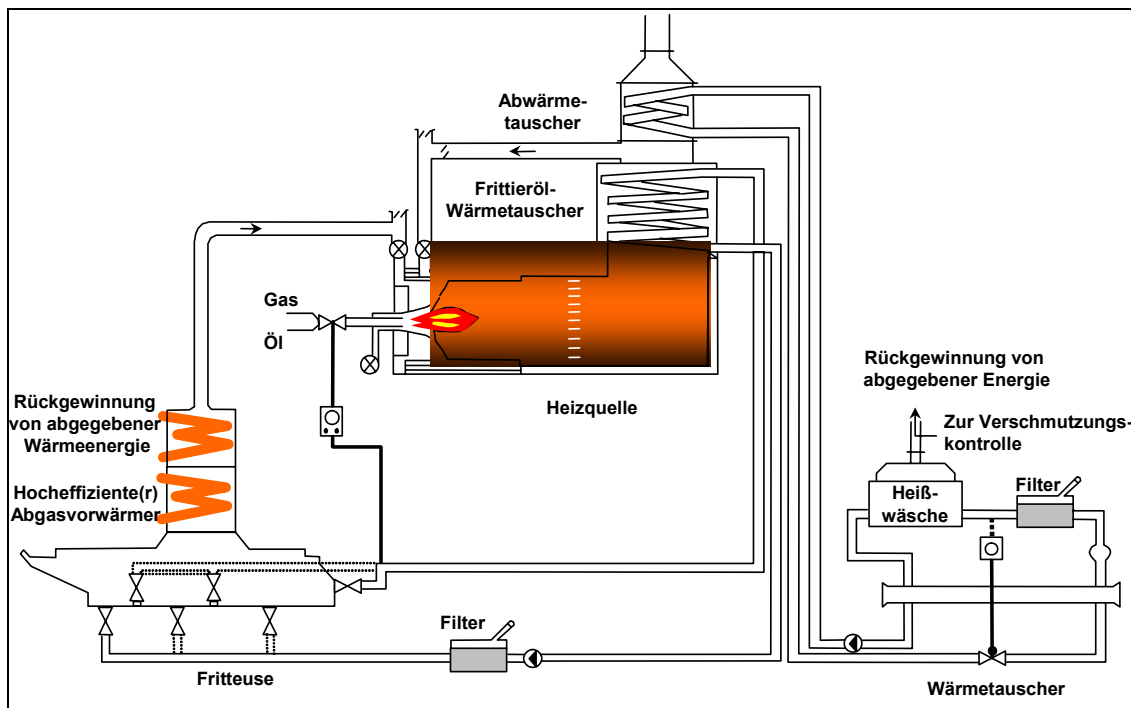 Abwärme-
tauscher
Frittieröl-
Wärmetauscher
Gas
Öl
Heizquelle
Rückgewinnung
von abgegebener
Wärmeenergie
Hocheffiziente(r)
Abgasvorwärmer
Rückgewinnung von
abgegebener Energie
Zur Verschmutzungs-
kontrolle
Heiß-
wäsche
Filter
Filter
Fritteuse
Wärmetauscher